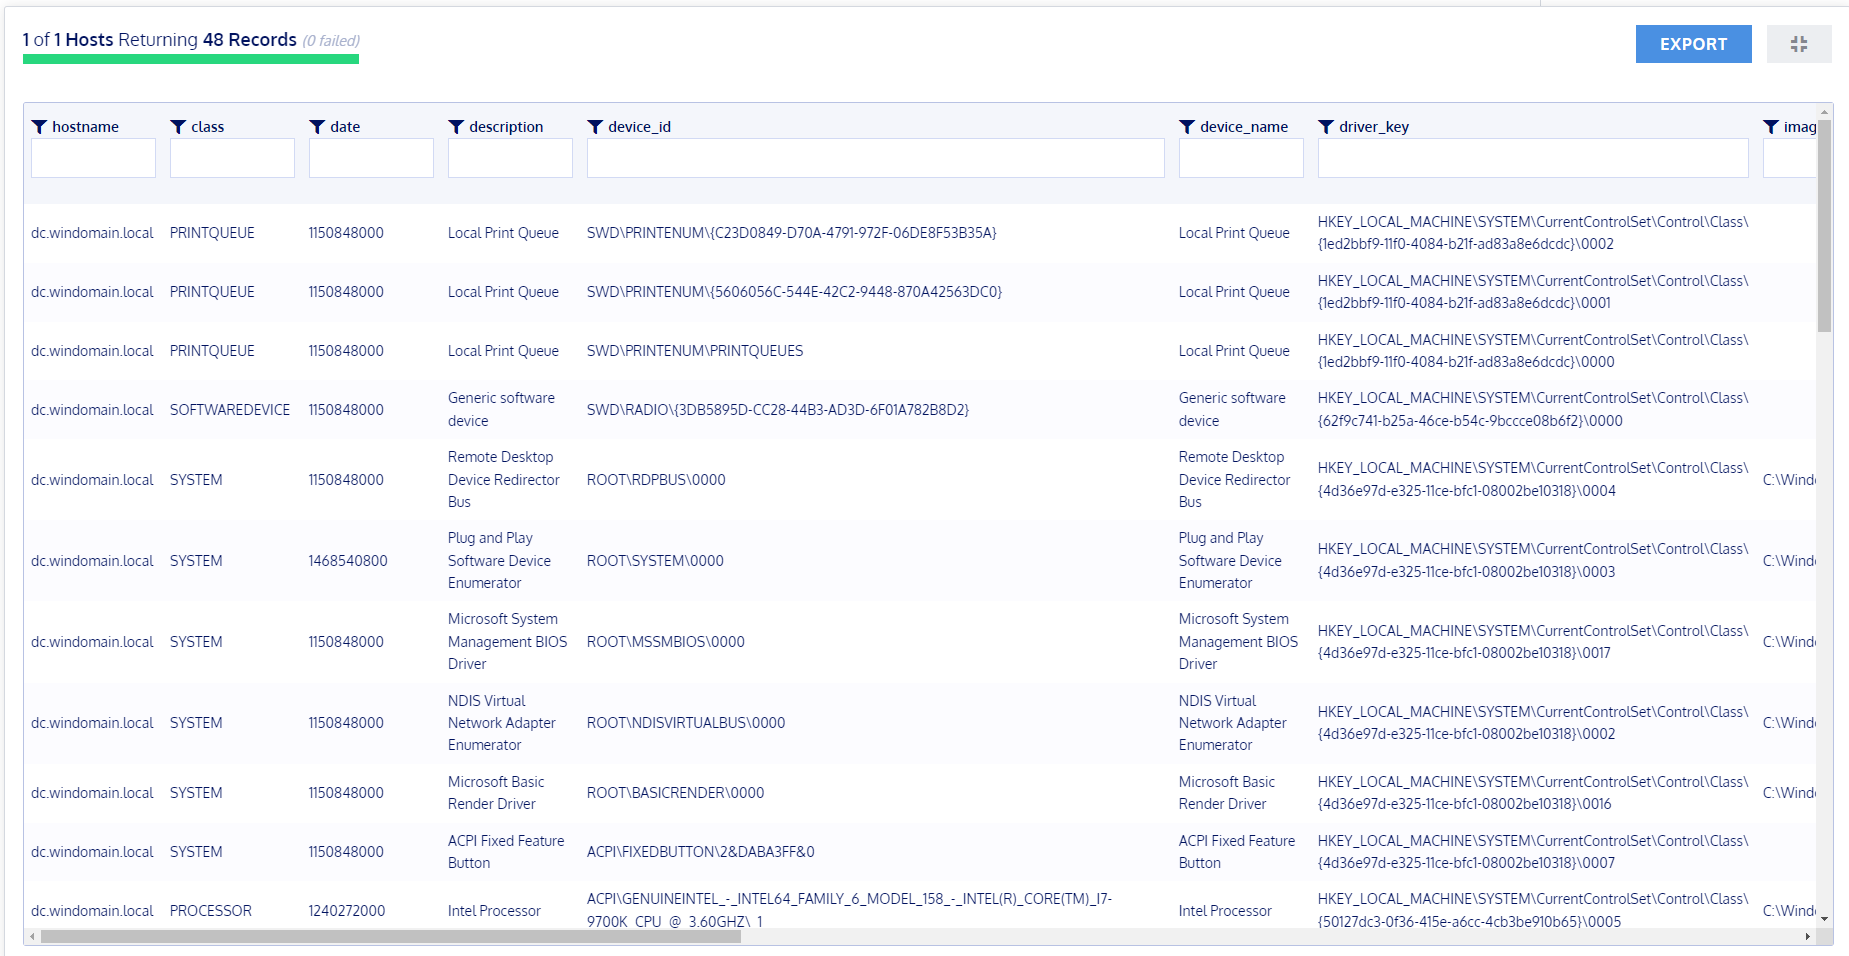 1 of 1 Hosts Returning 48 Records (0 failed)
EXPORT
hostname class date description device_id device_name driver_key imag
dc.windomain.local PRINTQUEUE 1150848000 Local Print Queue SWD\PRINTENUM\{C23D0849-D70A-4791-972F-06DE8F53B35A} Local Print Queue HKEY_LOCAL_MACHINE\SYSTEM\CurrentControlSet\Control\Class\
{1ed2bbf9-11f0-4084-b21f-ad83a8e6dcdc}\0002
dc.windomain.local PRINTQUEUE 1150848000 Local Print Queue SWD\PRINTENUM\{5606056C-544E-42C2-9448-870A42563DC0} Local Print Queue HKEY_LOCAL_MACHINE\SYSTEM\CurrentControlSet\Control\Class\
{1ed2bbf9-11f0-4084-b21f-ad83a8e6dcdc}\0001
dc.windomain.local PRINTQUEUE 1150848000 Local Print Queue SWD\PRINTENUM\PRINTQUEUES Local Print Queue HKEY_LOCAL_MACHINE\SYSTEM\CurrentControlSet\Control\Class\
{1ed2bbf9-11f0-4084-b21f-ad83a8e6dcdc}\0000
dc.windomain.local SOFTWAREDEVICE 1150848000 Generic software
device SWD\RADIO\{3DB5895D-CC28-44B3-AD3D-6F01A782B8D2} Generic software
device HKEY_LOCAL_MACHINE\SYSTEM\CurrentControlSet\Control\Class\
{62f9c741-b25a-46ce-b54c-9bccce08b6f2}\0000
dc.windomain.local SYSTEM 1150848000 Remote Desktop
Device Redirector
Bus ROOT\RDPBUS\0000 Remote Desktop
Device Redirector
Bus HKEY_LOCAL_MACHINE\SYSTEM\CurrentControlSet\Control\Class\
{4d36e97d-e325-11ce-bfc1-08002be10318}\0004 C:\Wind
dc.windomain.local SYSTEM 1468540800 Plug and Play
Software Device
Enumerator ROOT\SYSTEM\0000 Plug and Play
Software Device
Enumerator HKEY_LOCAL_MACHINE\SYSTEM\CurrentControlSet\Control\Class\
{4d36e97d-e325-11ce-bfc1-08002be10318}\0003 C:\Wind
dc.windomain.local SYSTEM 1150848000 Microsoft System
Management BIOS
Driver ROOT\MSSMBIOS\0000 Microsoft System
Management BIOS
Driver HKEY_LOCAL_MACHINE\SYSTEM\CurrentControlSet\Control\Class\
{4d36e97d-e325-11ce-bfc1-08002be10318}\0017 C:\Wind
dc.windomain.local SYSTEM 1150848000 NDIS Virtual
Network Adapter
Enumerator ROOT\NDISVIRTUALBUS\0000 NDIS Virtual
Network Adapter
Enumerator HKEY_LOCAL_MACHINE\SYSTEM\CurrentControlSet\Control\Class\
{4d36e97d-e325-11ce-bfc1-08002be10318}\0002 C:\Wind
dc.windomain.local SYSTEM 1150848000 Microsoft Basic
Render Driver ROOT\BASICRENDER\0000 Microsoft Basic
Render Driver HKEY_LOCAL_MACHINE\SYSTEM\CurrentControlSet\Control\Class\
{4d36e97d-e325-11ce-bfc1-08002be10318}\0016 C:\Wind
dc.windomain.local SYSTEM 1150848000 ACPI Fixed Feature
Button ACPI\FIXEDBUTTON\2&DABA3FF&0 ACPI Fixed Feature
Button HKEY_LOCAL_MACHINE\SYSTEM\CurrentControlSet\Control\Class\
{4d36e97d-e325-11ce-bfc1-08002be10318}\0007
dc.windomain.local PROCESSOR 1240272000 Intel Processor ACPI\GENUINEINTEL_-_INTEL64_FAMILY_6_MODEL_158_-_INTEL(R)_CORE(TM)_I7-
9700K_CPU_@_3.60GHZ\_1 Intel Processor HKEY_LOCAL_MACHINE\SYSTEM\CurrentControlSet\Control\Class\
{50127dc3-0f36-415e-a6cc-4cb3be910b65}\0005 C:\Wind